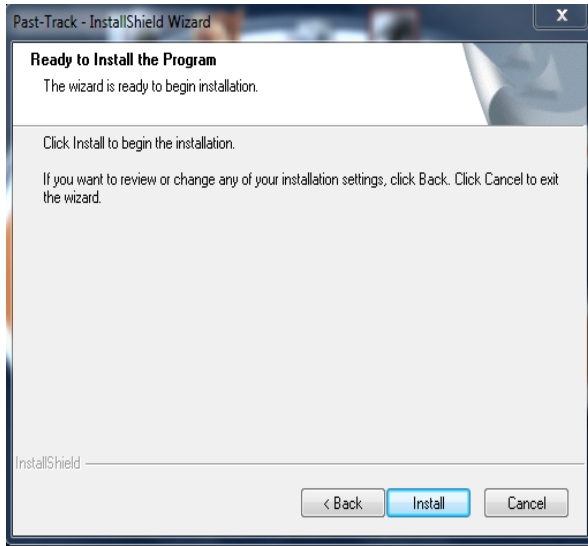 Past-Track - InstallShield Wizard
X
Ready to Install the Program
The wizard is ready to begin installation.
Click Install to begin the installation.
If you want to review or change any of your installation settings, click Back. Click Cancel to exit
the wizard.
InstallShield
< Back Install Cancel